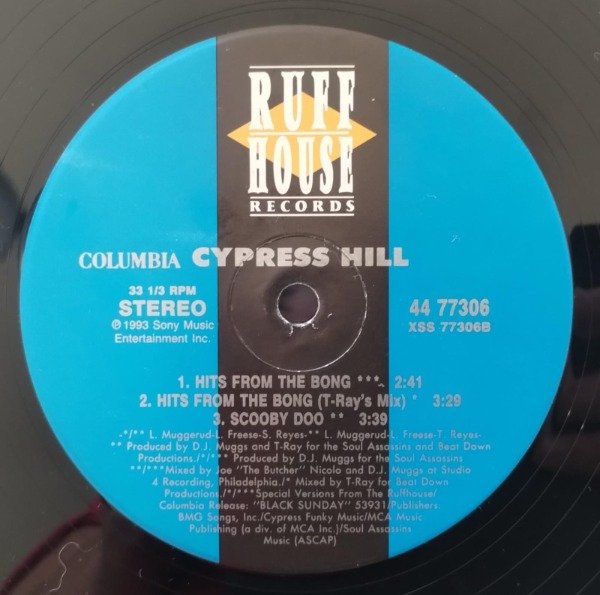 RUFF
HOUSE
RECORDS
COLUMBIA CYPRESS HILL
33 1/3 RPM
STEREO
℗1993 Sony Music
Entertainment Inc.
44 77306
XSS 77306B
1. HITS FROM THE BONG *** 2:41
2. HITS FROM THE BONG (T-Ray's Mix) * 3:29
3. SCOOBY DOO ** 3:39
-*/** L. Muggerud-L. Freese-S. Reyes- ** L. Muggerud-L. Freese-T. Reyes-
** Produced by D.J. Muggs and T-Ray for the Soul Assassins and Beat Down
Productions./*/*** Produced by D.J. Muggs for the Soul Assassins
**/***Mixed by Joe "The Butcher" Nicolo and D.J. Muggs at Studio
4 Recording, Philadelphia./* Mixed by T-Ray for Beat Down
Productions./*/***Special Versions From The Ruffhouse/
Columbia Release: "BLACK SUNDAY" 53931/Publishers:
BMG Songs, Inc./Cypress Funky Music/MCA Music
Publishing (a div. of MCA Inc.)/Soul Assassins
Music (ASCAP)